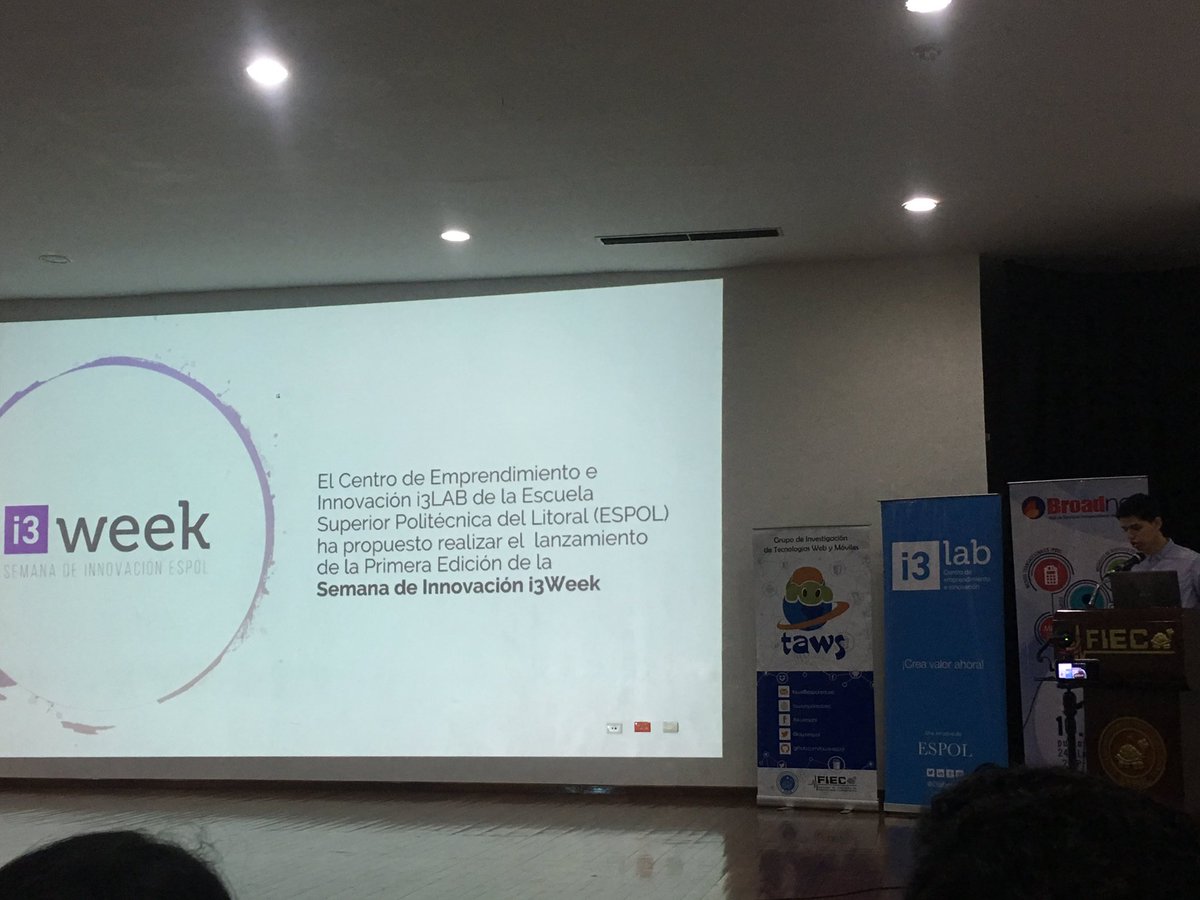 i3 week
SEMANA DE INNOVACIÓN ESPOL
El Centro de Emprendimiento e
Innovación i3LAB de la Escuela
Superior Politécnica del Litoral (ESPOL)
ha propuesto realizar el lanzamiento
de la Primera Edición de la
Semana de Innovación i3Week
Grupo de Investigación
de Tecnologías Web y Móviles
taws
FIEC
i3 lab
Centro de
emprendimiento
e innovación
¡Crea valor ahora!
ESPOL
Broadn
FIEC